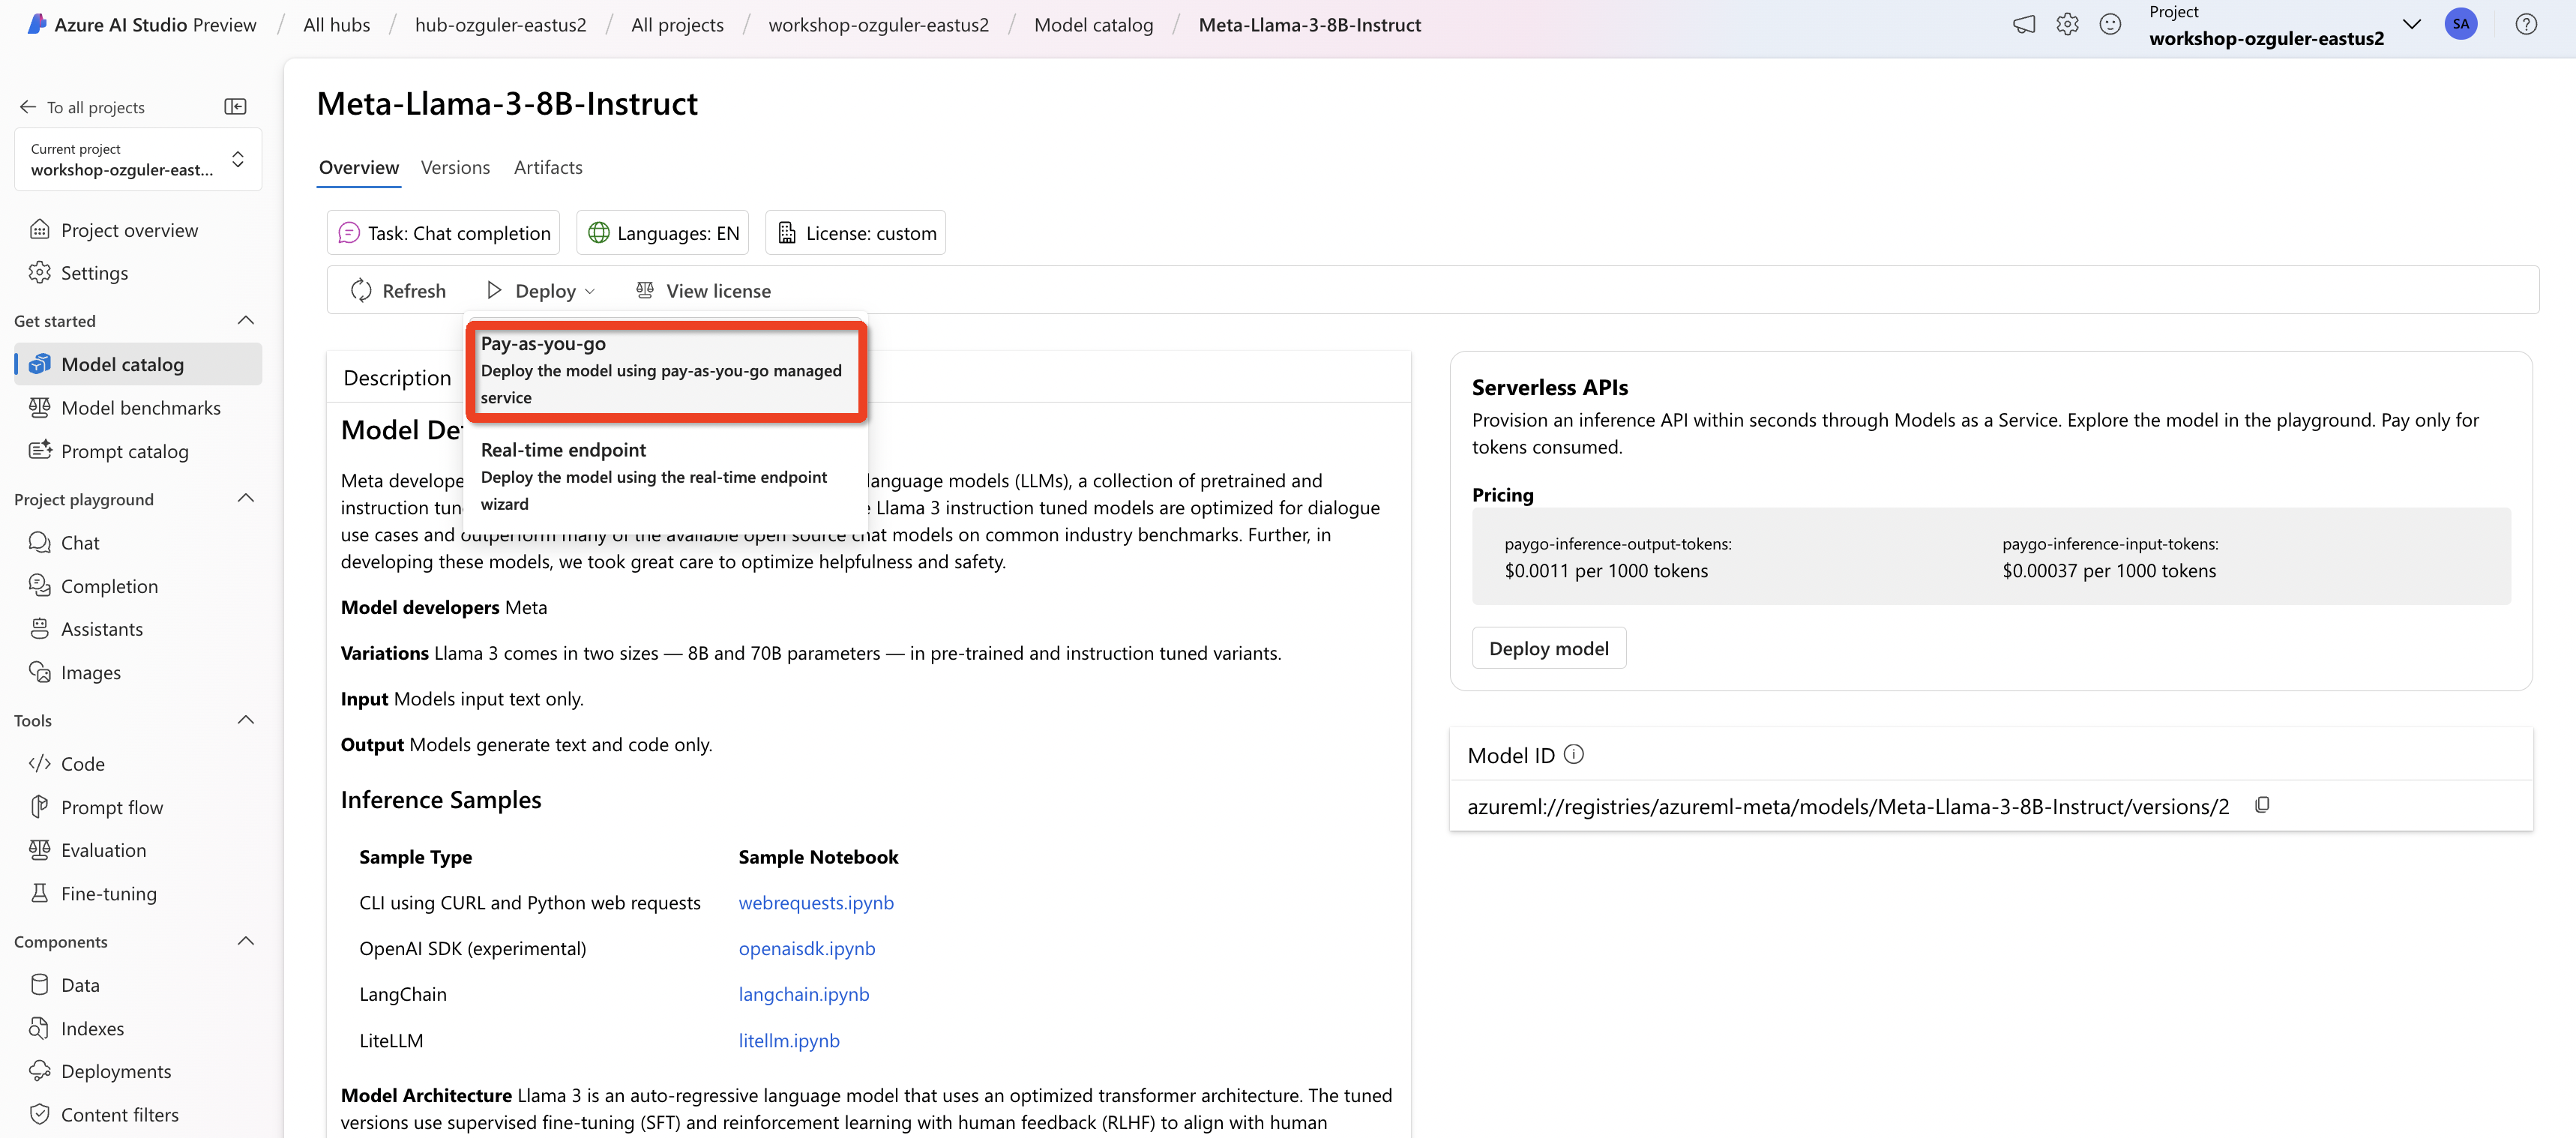 Azure AI Studio Preview / All hubs / hub-ozguler-eastus2 / All projects / workshop-ozguler-eastus2 / Model catalog / Meta-Llama-3-8B-Instruct
Project
workshop-ozguler-eastus2
SA
To all projects
Current project
workshop-ozguler-east...
Project overview
Settings
Get started
Model catalog
Model benchmarks
Prompt catalog
Project playground
Chat
Completion
Assistants
Images
Tools
Code
Prompt flow
Evaluation
Fine-tuning
Components
Data
Indexes
Deployments
Content filters
Meta-Llama-3-8B-Instruct
Overview Versions Artifacts
Task: Chat completion Languages: EN License: custom
Refresh Deploy View license
Pay-as-you-go
Deploy the model using pay-as-you-go managed
service
Real-time endpoint
Deploy the model using the real-time endpoint
wizard
Description
Model De
Meta develope language models (LLMs), a collection of pretrained and
instruction tun Llama 3 instruction tuned models are optimized for dialogue
use cases and outperform many of the available open source chat models on common industry benchmarks. Further, in
developing these models, we took great care to optimize helpfulness and safety.
Model developers Meta
Variations Llama 3 comes in two sizes — 8B and 70B parameters — in pre-trained and instruction tuned variants.
Input Models input text only.
Output Models generate text and code only.
Inference Samples
Sample Type Sample Notebook
CLI using CURL and Python web requests webrequests.ipynb
OpenAI SDK (experimental) openaisdk.ipynb
LangChain langchain.ipynb
LiteLLM litellm.ipynb
Model Architecture Llama 3 is an auto-regressive language model that uses an optimized transformer architecture. The tuned
versions use supervised fine-tuning (SFT) and reinforcement learning with human feedback (RLHF) to align with human
Serverless APIs
Provision an inference API within seconds through Models as a Service. Explore the model in the playground. Pay only for
tokens consumed.
Pricing
paygo-inference-output-tokens: paygo-inference-input-tokens:
$0.0011 per 1000 tokens $0.00037 per 1000 tokens
Deploy model
Model ID
azureml://registries/azureml-meta/models/Meta-Llama-3-8B-Instruct/versions/2